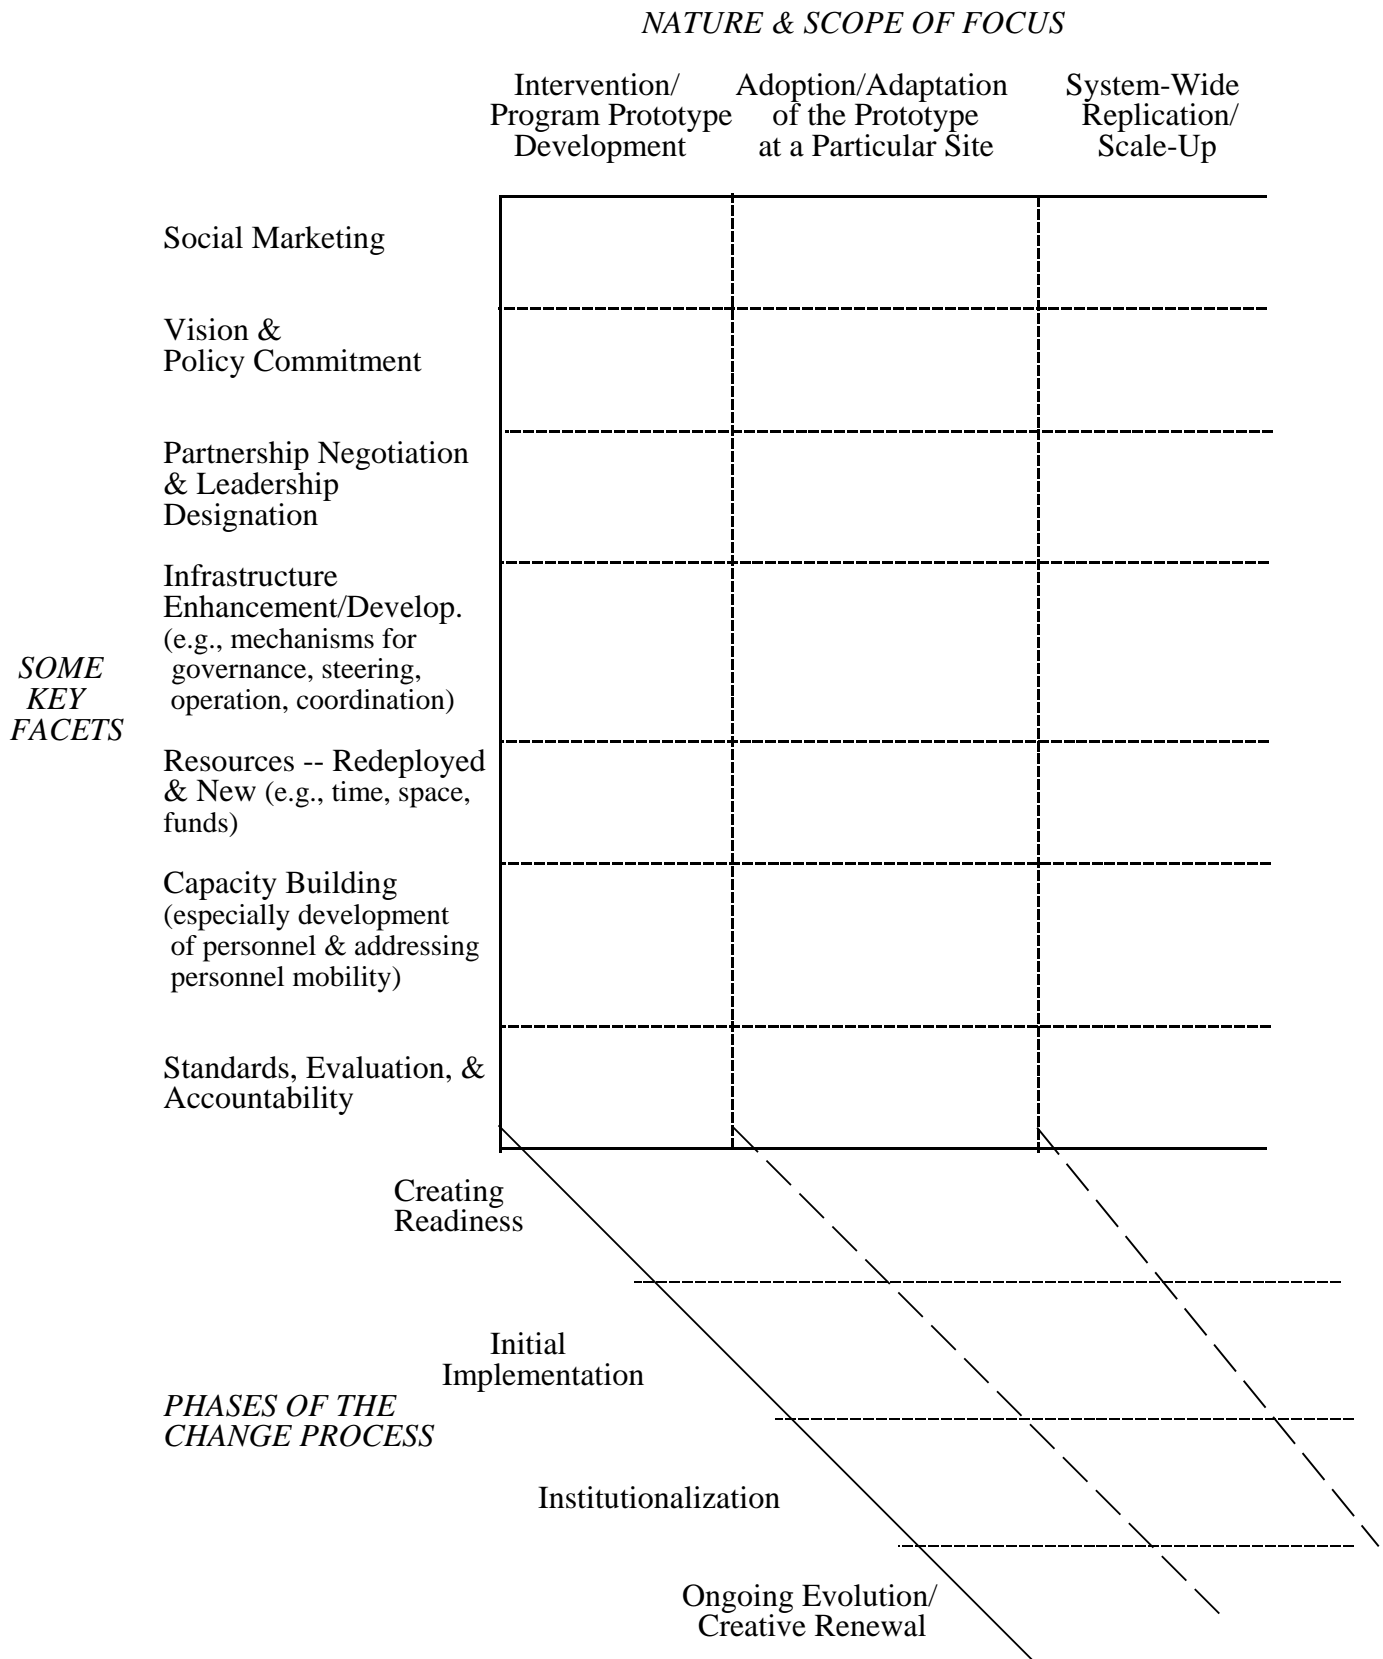 NATURE & SCOPE OF FOCUS
Intervention/
Program Prototype
Development
Adoption/Adaptation
of the Prototype
at a Particular Site
System-Wide
Replication/
Scale-Up
Social Marketing
Vision &
Policy Commitment
Partnership Negotiation
& Leadership
Designation
Infrastructure
Enhancement/Develop.
(e.g., mechanisms for
governance, steering,
operation, coordination)
SOME
KEY
FACETS
Resources -- Redeployed
& New (e.g., time, space,
funds)
Capacity Building
(especially development
of personnel & addressing
personnel mobility)
Standards, Evaluation, &
Accountability
Creating
Readiness
Initial
Implementation
PHASES OF THE
CHANGE PROCESS
Institutionalization
Ongoing Evolution/
Creative Renewal